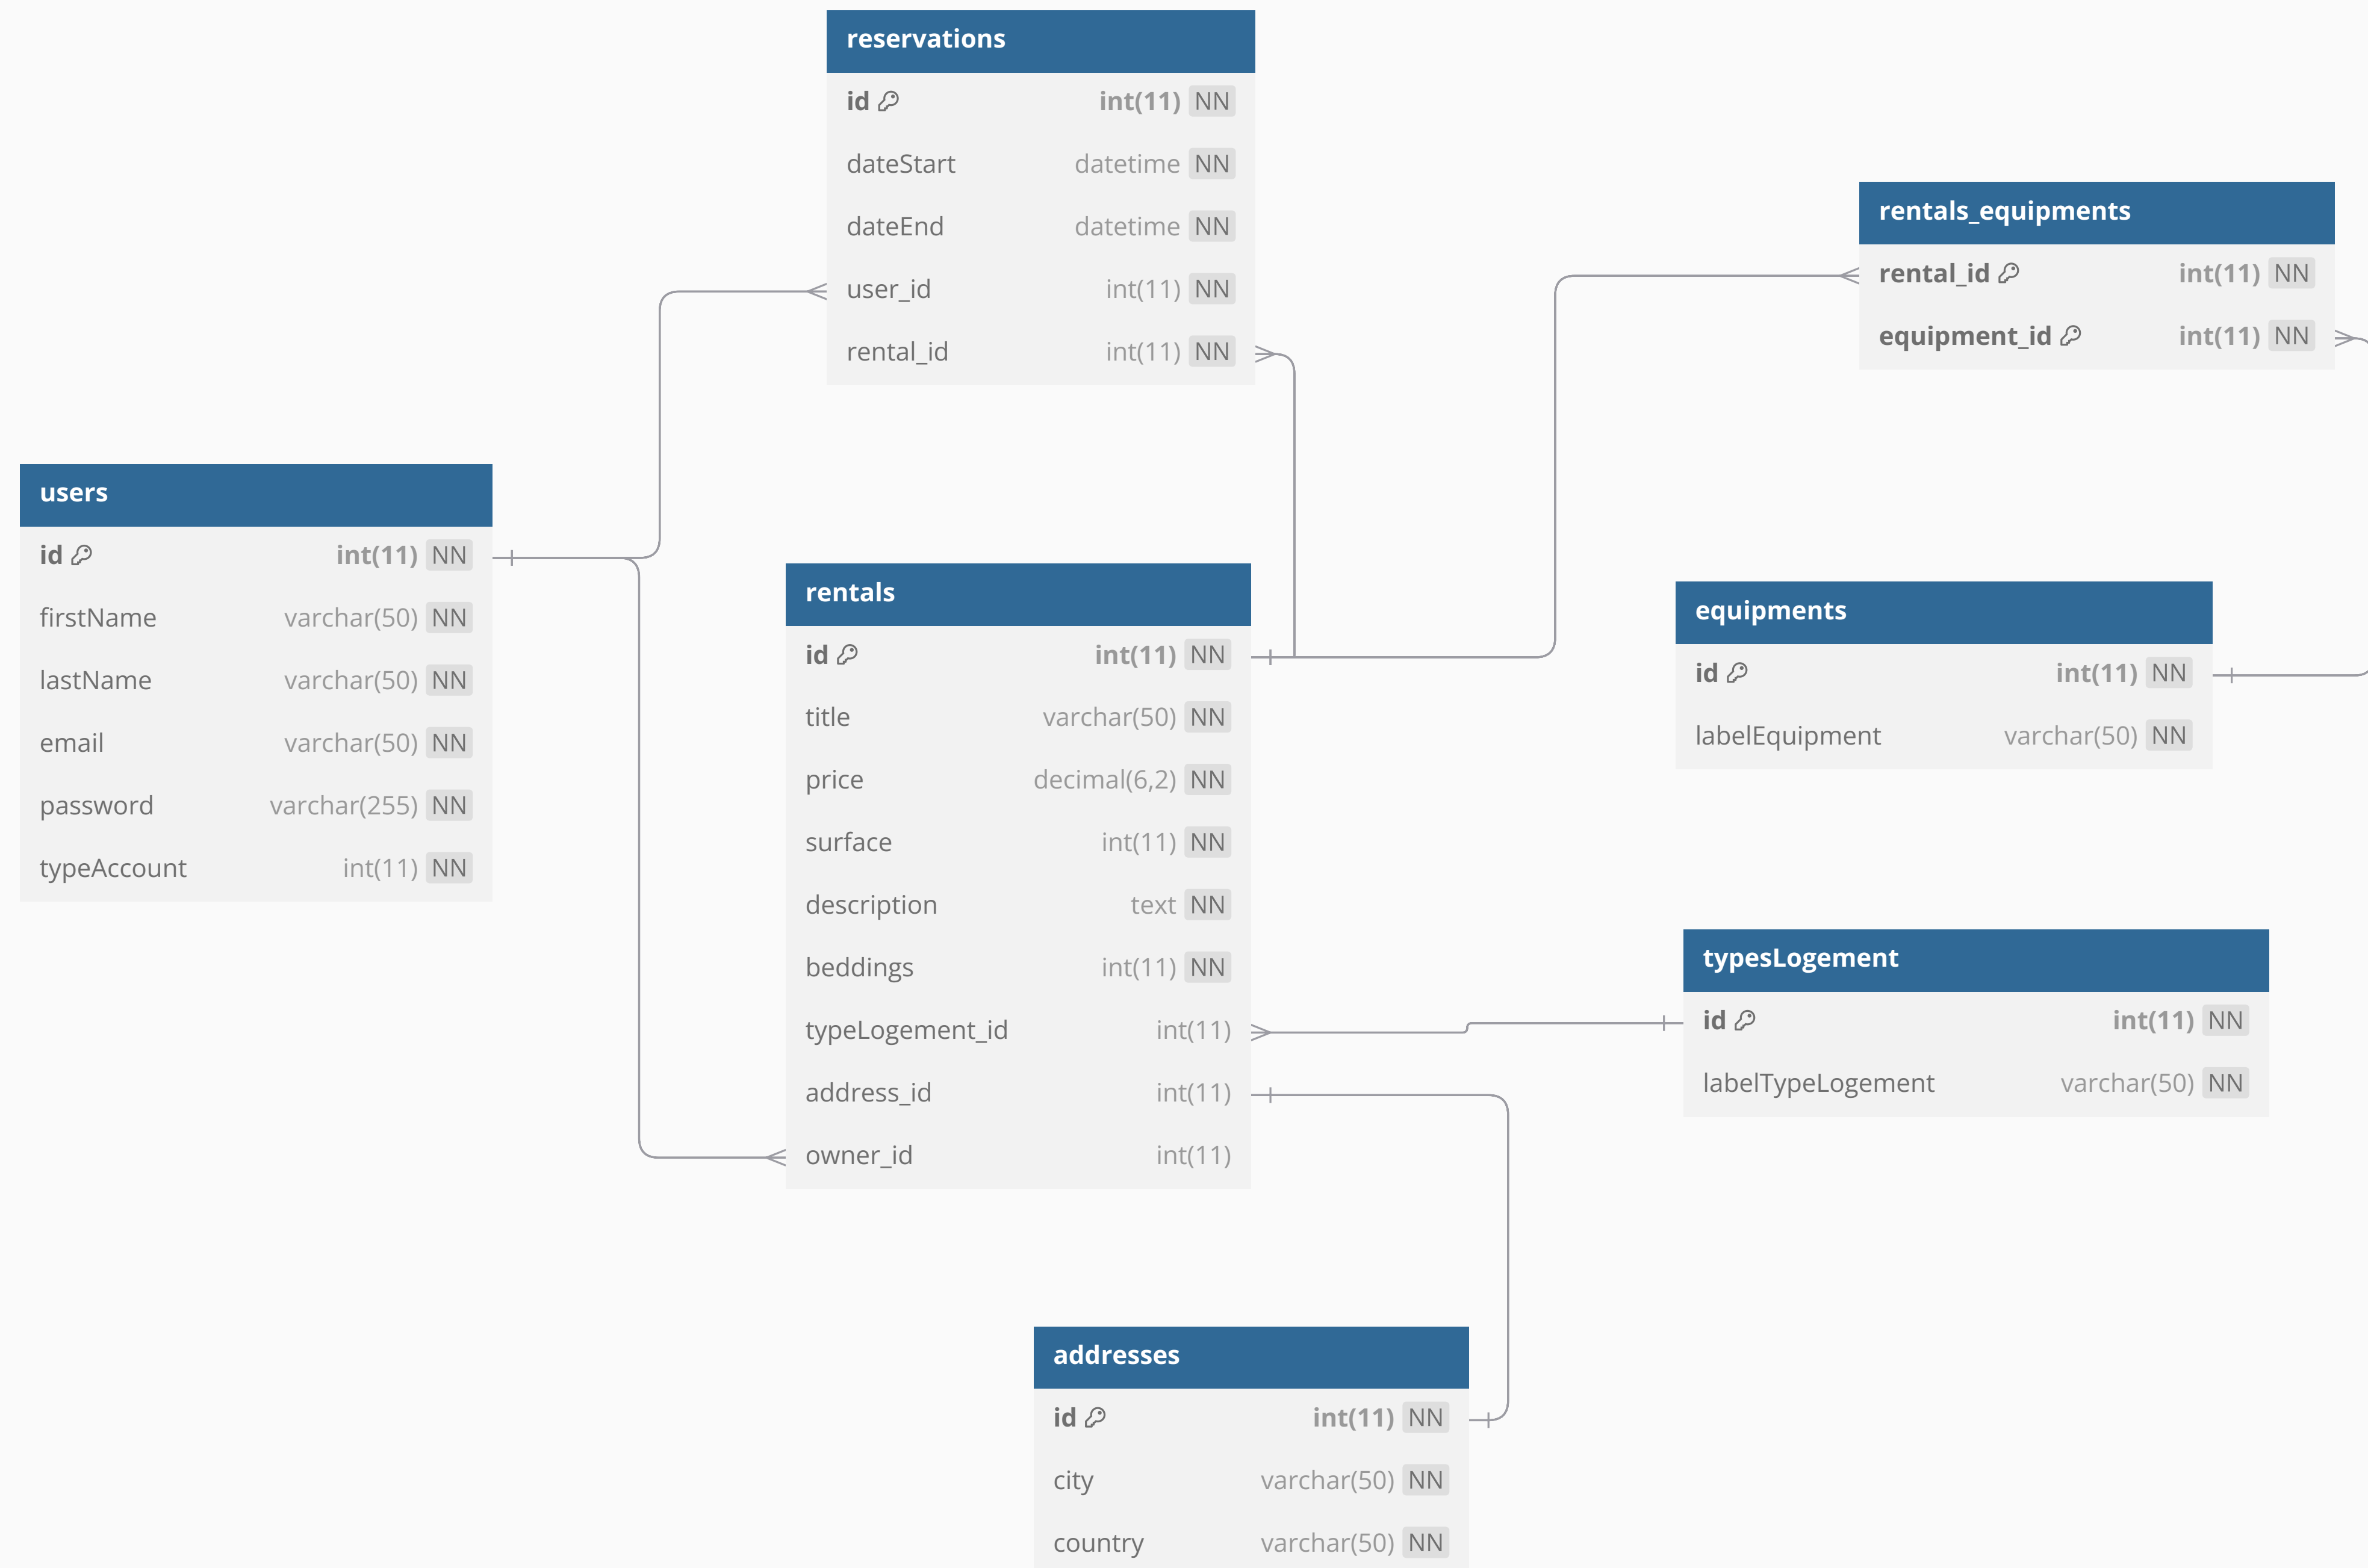 reservations
id int(11) NN
dateStart datetime NN
dateEnd datetime NN
user_id int(11) NN
rental_id int(11) NN
rentals_equipments
rental_id int(11) NN
equipment_id int(11) NN
users
id int(11) NN
firstName varchar(50) NN
lastName varchar(50) NN
email varchar(50) NN
password varchar(255) NN
typeAccount int(11) NN
rentals
id int(11) NN
title varchar(50) NN
price decimal(6,2) NN
surface int(11) NN
description text NN
beddings int(11) NN
typeLogement_id int(11)
address_id int(11)
owner_id int(11)
equipments
id int(11) NN
labelEquipment varchar(50) NN
typesLogement
id int(11) NN
labelTypeLogement varchar(50) NN
addresses
id int(11) NN
city varchar(50) NN
country varchar(50) NN